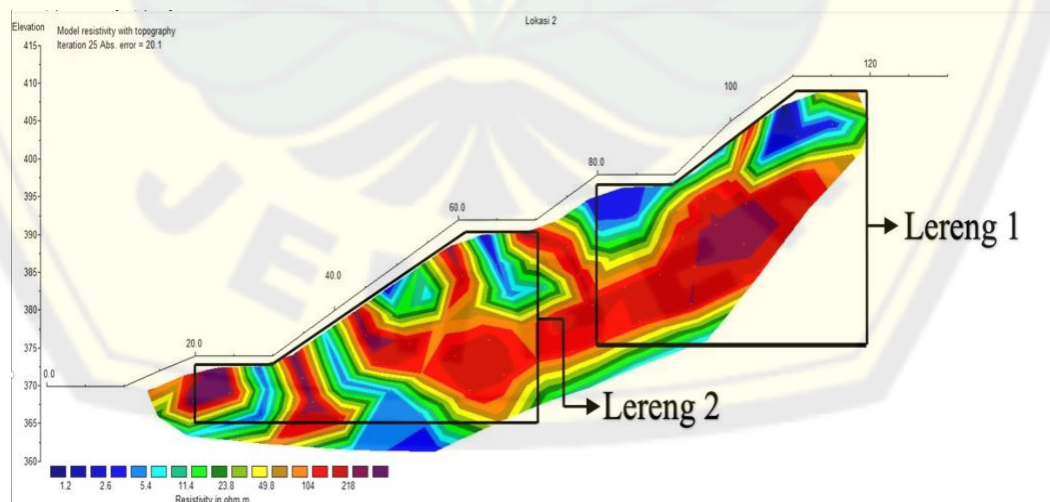 Lokasi 2
Elevation
Model resistivity with topography
Iteration 25 Abs. error = 20.1
415
410
405
400
395
390
385
380
375
370
365
360
0.0
20.0
40.0
60.0
80.0
100
120
Lereng 1
Lereng 2
JE
1.2 2.6 5.4 11.4 23.8 49.8 104 218
Resistivity in ohm.m